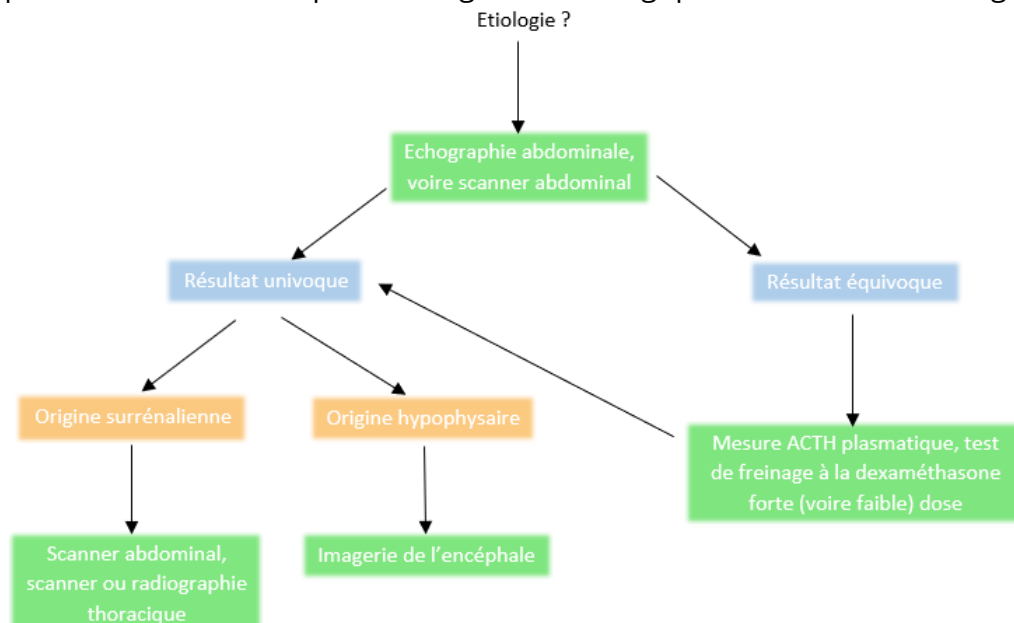 Etiologie ?
Echographie abdominale,
voire scanner abdominal
Résultat univoque
Résultat équivoque
Origine surrénalienne
Origine hypophysaire
Mesure ACTH plasmatique, test
de freinage à la dexaméthasone
forte (voire faible) dose
Scanner abdominal,
scanner ou radiographie
thoracique
Imagerie de l’encéphale